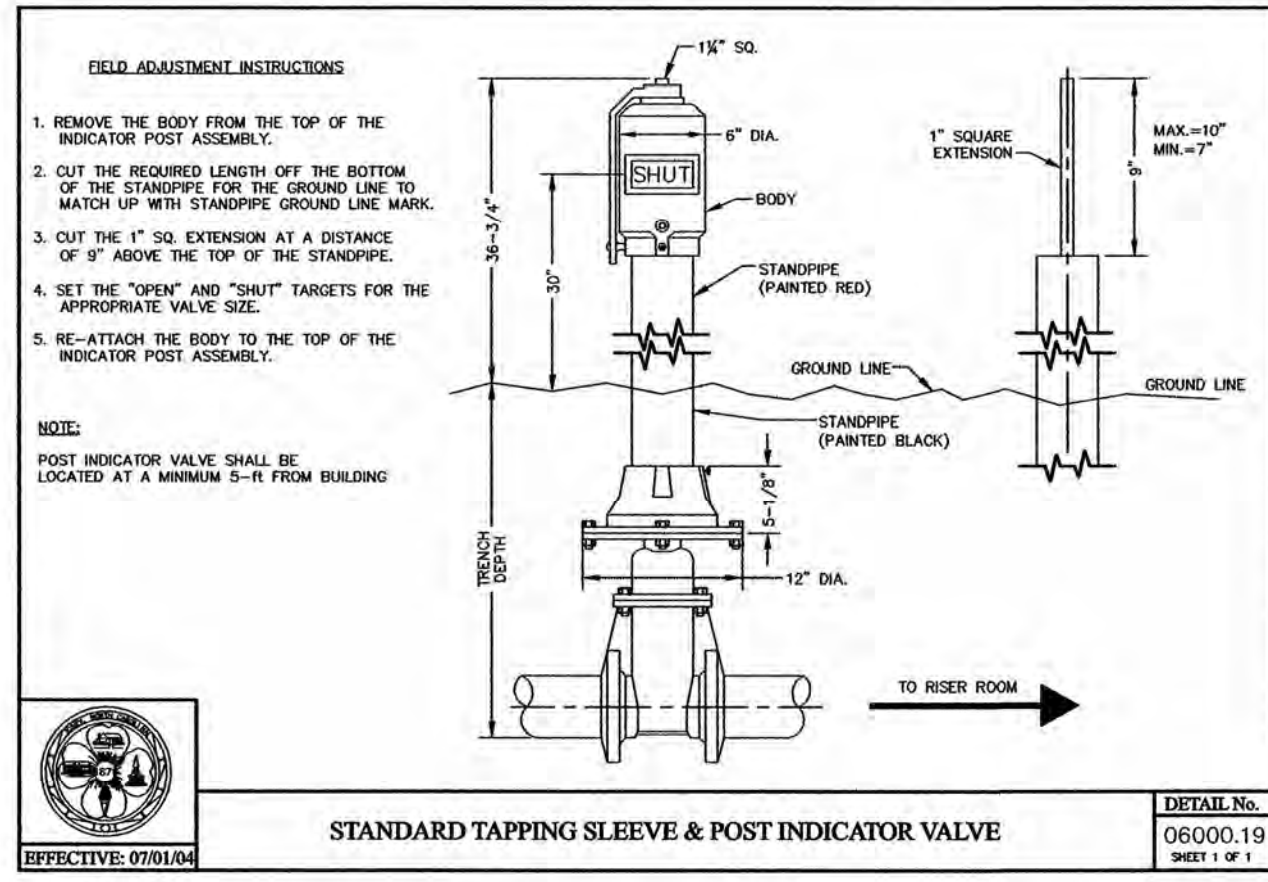 FIELD ADJUSTMENT INSTRUCTIONS
1. REMOVE THE BODY FROM THE TOP OF THE
INDICATOR POST ASSEMBLY.
2. CUT THE REQUIRED LENGTH OFF THE BOTTOM
OF THE STANDPIPE FOR THE GROUND LINE TO
MATCH UP WITH STANDPIPE GROUND LINE MARK.
3. CUT THE 1" SQ. EXTENSION AT A DISTANCE
OF 9" ABOVE THE TOP OF THE STANDPIPE.
4. SET THE "OPEN" AND "SHUT" TARGETS FOR THE
APPROPRIATE VALVE SIZE.
5. RE-ATTACH THE BODY TO THE TOP OF THE
INDICATOR POST ASSEMBLY.
NOTE:
POST INDICATOR VALVE SHALL BE
LOCATED AT A MINIMUM 5-ft FROM BUILDING
1¼" SQ.
6" DIA.
SHUT
BODY
36-3/4"
30"
STANDPIPE
(PAINTED RED)
GROUND LINE
STANDPIPE
(PAINTED BLACK)
5-1/8"
TRENCH
DEPTH
12" DIA.
1" SQUARE
EXTENSION
MAX.=10"
MIN.=7"
9"
GROUND LINE
TO RISER ROOM
87
EFFECTIVE: 07/01/04
STANDARD TAPPING SLEEVE & POST INDICATOR VALVE
DETAIL No.
06000.19
SHEET 1 OF 1